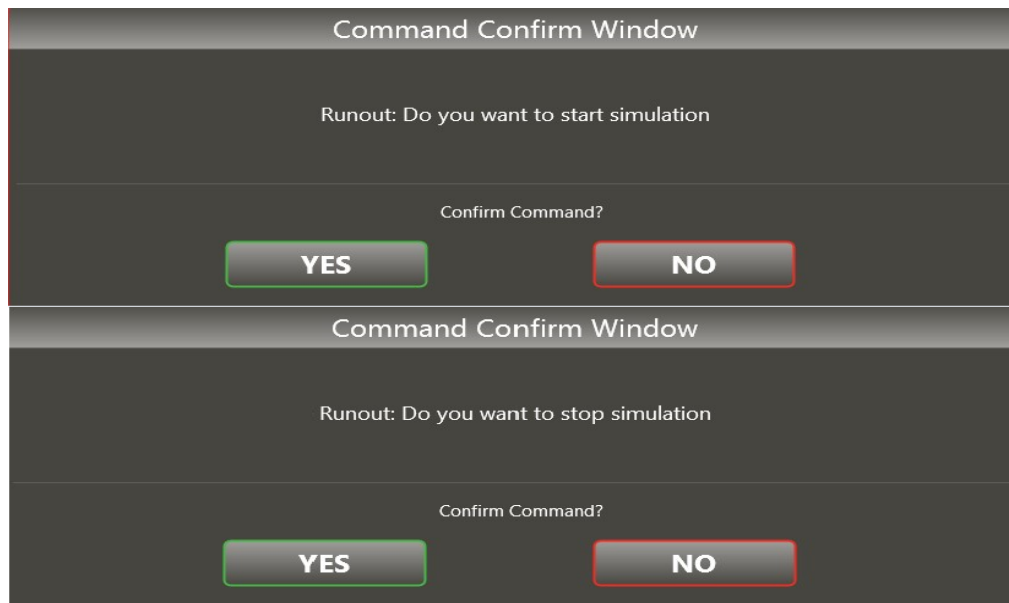 Command Confirm Window
Runout: Do you want to start simulation
Confirm Command?
YES NO
Command Confirm Window
Runout: Do you want to stop simulation
Confirm Command?
YES NO